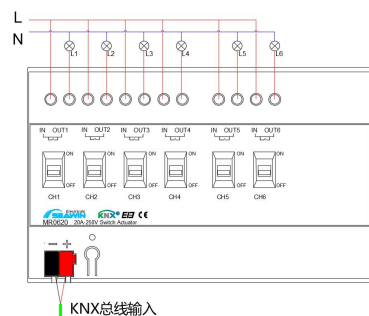 L
N
L1 L2 L3 L4 L5 L6
IN OUT1 IN OUT2 IN OUT3 IN OUT4 IN OUT5 IN OUT6
ON ON ON ON ON ON
OFF OFF OFF OFF OFF OFF
CH1 CH2 CH3 CH4 CH5 CH6
SEAWIN KNX
MR0620 20A-250V Switch Actuator
- +
KNX总线输入